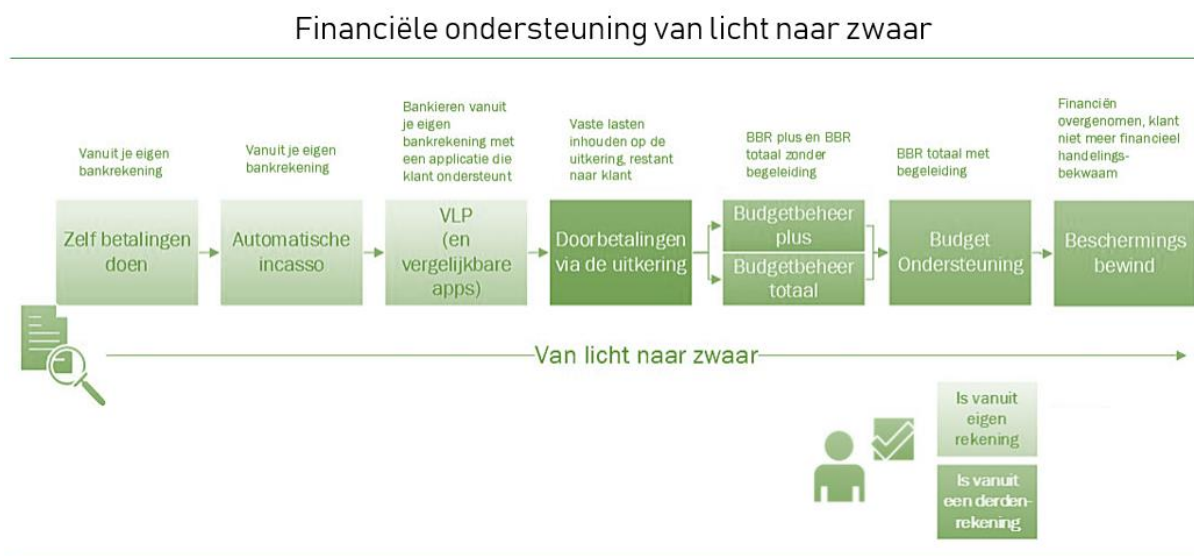 Financiële ondersteuning van licht naar zwaar
Vanuit je eigen
bankrekening
Vanuit je eigen
bankrekening
Bankieren vanuit
je eigen
bankrekening met
een applicatie die
klant ondersteunt
Vaste lasten
inhouden op de
uitkering, restant
naar klant
BBR plus en BBR
totaal zonder
begeleiding
BBR totaal met
begeleiding
Financiën
overgenomen, klant
niet meer financieel
handelings-
bekwaam
Zelf betalingen
doen
Automatische
incasso
VLP
(en
vergelijkbare
apps)
Doorbetalingen
via de uitkering
Budgetbeheer
plus
Budgetbeheer
totaal
Budget
Ondersteuning
Beschermings
bewind
Van licht naar zwaar
Is vanuit
eigen
rekening
Is vanuit
een derden-
rekening